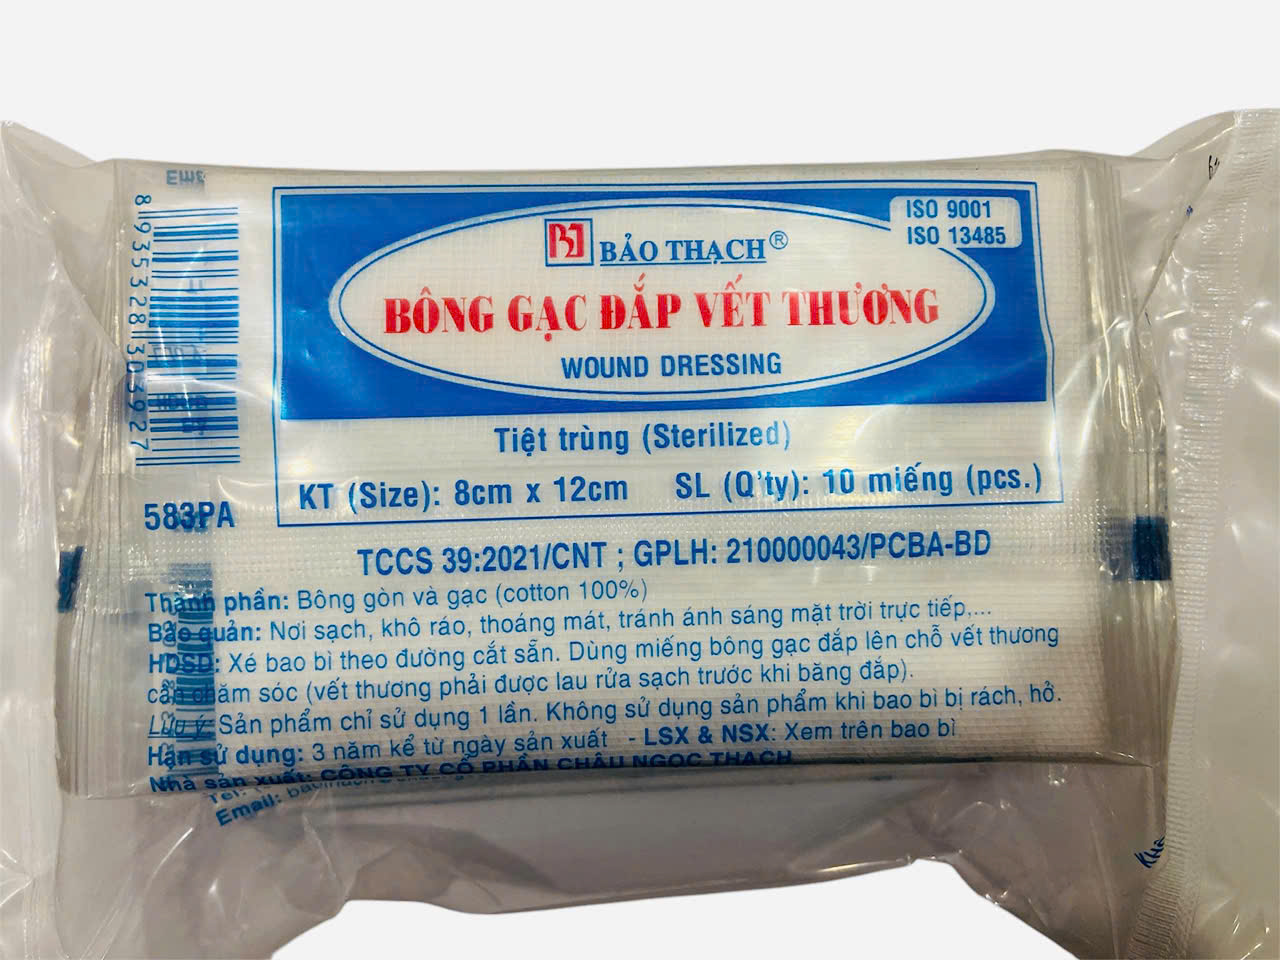 BẢO THẠCH®
ISO 9001
ISO 13485
BÔNG GẠC ĐẮP VẾT THƯƠNG
WOUND DRESSING
Tiệt trùng (Sterilized)
KT (Size): 8cm x 12cm SL (Q'ty): 10 miếng (pcs.)
8 935328 303927
583PA
TCCS 39:2021/CNT ; GPLH: 210000043/PCBA-BD
Thành phần: Bông gòn và gạc (cotton 100%)
Bảo quản: Nơi sạch, khô ráo, thoáng mát, tránh ánh sáng mặt trời trực tiếp,...
HDSD: Xé bao bì theo đường cắt sẵn. Dùng miếng bông gạc đắp lên chỗ vết thương
cần chăm sóc (vết thương phải được lau rửa sạch trước khi băng đắp).
Lưu ý: Sản phẩm chỉ sử dụng 1 lần. Không sử dụng sản phẩm khi bao bì bị rách, hở.
Hạn sử dụng: 3 năm kể từ ngày sản xuất - LSX & NSX: Xem trên bao bì
Nhà sản xuất: CÔNG TY CỔ PHẦN CHÂU NGỌC THẠCH
Tel:
Email: